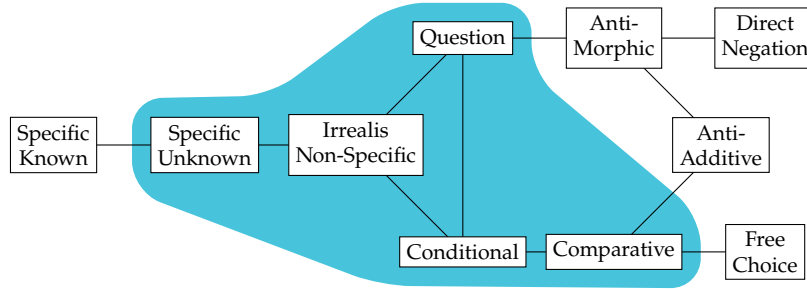 Question
Anti-
Morphic
Direct
Negation
Specific
Known
Specific
Unknown
Irrealis
Non-Specific
Anti-
Additive
Conditional
Comparative
Free
Choice